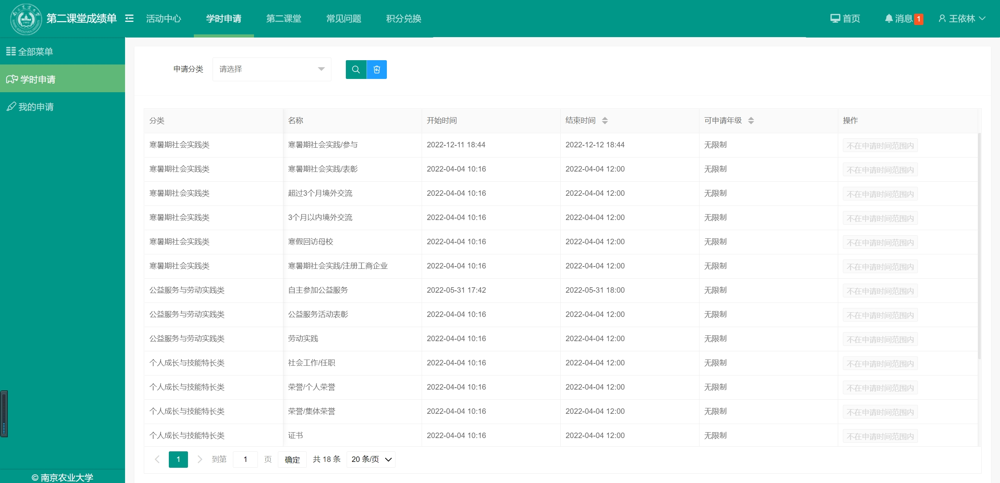 第二课堂成绩单 活动中心 学时申请 第二课堂 常见问题 积分兑换 首页 消息 1 王依林
全部菜单
学时申请
我的申请
© 南京农业大学
申请分类 请选择
分类 名称 开始时间 结束时间 可申请年级 操作
寒暑期社会实践类 寒暑期社会实践/参与 2022-12-11 18:44 2022-12-12 18:44 无限制 不在申请时间范围内
寒暑期社会实践类 寒暑期社会实践/表彰 2022-04-04 10:16 2022-04-04 12:00 无限制 不在申请时间范围内
寒暑期社会实践类 超过3个月境外交流 2022-04-04 10:16 2022-04-04 12:00 无限制 不在申请时间范围内
寒暑期社会实践类 3个月以内境外交流 2022-04-04 10:16 2022-04-04 12:00 无限制 不在申请时间范围内
寒暑期社会实践类 寒假回访母校 2022-04-04 10:16 2022-04-04 12:00 无限制 不在申请时间范围内
寒暑期社会实践类 寒暑期社会实践/注册工商企业 2022-04-04 10:16 2022-04-04 12:00 无限制 不在申请时间范围内
公益服务与劳动实践类 自主参加公益服务 2022-05-31 17:42 2022-05-31 18:00 无限制 不在申请时间范围内
公益服务与劳动实践类 公益服务活动表彰 2022-04-04 10:16 2022-04-04 12:00 无限制 不在申请时间范围内
公益服务与劳动实践类 劳动实践 2022-04-04 10:16 2022-04-04 12:00 无限制 不在申请时间范围内
个人成长与技能特长类 社会工作/任职 2022-04-04 10:16 2022-04-04 12:00 无限制 不在申请时间范围内
个人成长与技能特长类 荣誉/个人荣誉 2022-04-04 10:16 2022-04-04 12:00 无限制 不在申请时间范围内
个人成长与技能特长类 荣誉/集体荣誉 2022-04-04 10:16 2022-04-04 12:00 无限制 不在申请时间范围内
个人成长与技能特长类 证书 2022-04-04 10:16 2022-04-04 12:00 无限制 不在申请时间范围内
1 到第 1 页 确定 共 18 条 20 条/页